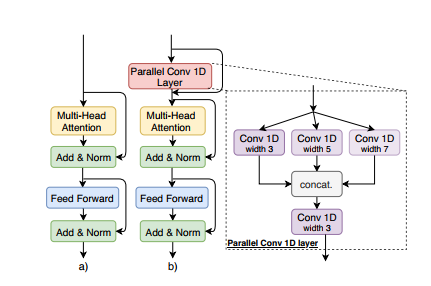 Parallel Conv 1D
Layer
Multi-Head
Attention
Multi-Head
Attention
Add & Norm
Add & Norm
Feed Forward
Feed Forward
Add & Norm
Add & Norm
a)
b)
Conv 1D
width 3
Conv 1D
width 5
Conv 1D
width 7
concat.
Conv 1D
width 3
Parallel Conv 1D layer